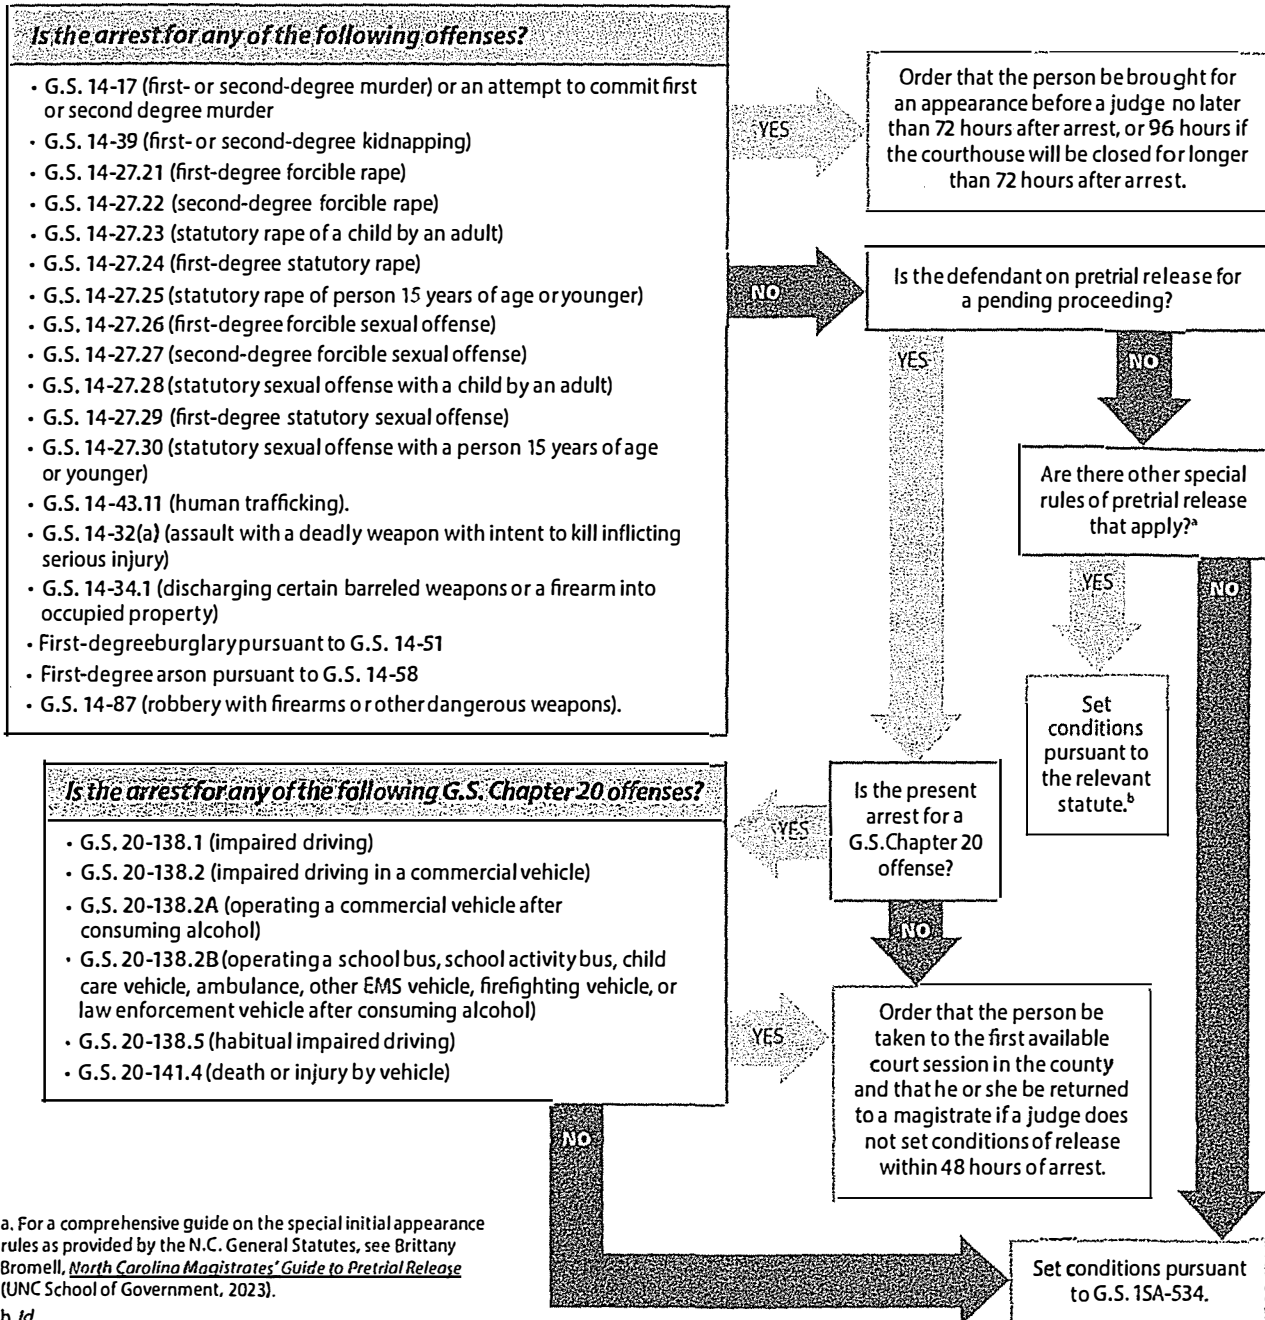 Is the arrest for any of the following offenses?
• G.S. 14-17 (first- or second-degree murder) or an attempt to commit first
or second degree murder
• G.S. 14-39 (first- or second-degree kidnapping)
• G.S. 14-27.21 (first-degree forcible rape)
• G.S. 14-27.22 (second-degree forcible rape)
• G.S. 14-27.23 (statutory rape of a child by an adult)
• G.S. 14-27.24 (first-degree statutory rape)
• G.S. 14-27.25 (statutory rape of person 15 years of age or younger)
• G.S. 14-27.26 (first-degree forcible sexual offense)
• G.S. 14-27.27 (second-degree forcible sexual offense)
• G.S. 14-27.28 (statutory sexual offense with a child by an adult)
• G.S. 14-27.29 (first-degree statutory sexual offense)
• G.S. 14-27.30 (statutory sexual offense with a person 15 years of age
or younger)
• G.S. 14-43.11 (human trafficking).
• G.S. 14-32(a) (assault with a deadly weapon with intent to kill inflicting
serious injury)
• G.S. 14-34.1 (discharging certain barreled weapons or a firearm into
occupied property)
• First-degree burglary pursuant to G.S. 14-51
• First-degree arson pursuant to G.S. 14-58
• G.S. 14-87 (robbery with firearms or other dangerous weapons).
YES
Order that the person be brought for
an appearance before a judge no later
than 72 hours after arrest, or 96 hours if
the courthouse will be closed for longer
than 72 hours after arrest.
NO
Is the defendant on pretrial release for
a pending proceeding?
YES
NO
Are there other special
rules of pretrial release
that apply?a
YES
NO
Set
conditions
pursuant to
the relevant
statute.b
Is the present
arrest for a
G.S.Chapter 20
offense?
YES
NO
Is the arrest for any of the following G.S. Chapter 20 offenses?
• G.S. 20-138.1 (impaired driving)
• G.S. 20-138.2 (impaired driving in a commercial vehicle)
• G.S. 20-138.2A (operating a commercial vehicle after
consuming alcohol)
• G.S. 20-138.2B (operating a school bus, school activity bus, child
care vehicle, ambulance, other EMS vehicle, firefighting vehicle, or
law enforcement vehicle after consuming alcohol)
• G.S. 20-138.5 (habitual impaired driving)
• G.S. 20-141.4 (death or injury by vehicle)
YES
Order that the person be
taken to the first available
court session in the county
and that he or she be returned
to a magistrate if a judge does
not set conditions of release
within 48 hours of arrest.
NO
Set conditions pursuant
to G.S. 1SA-534.
a. For a comprehensive guide on the special initial appearance
rules as provided by the N.C. General Statutes, see Brittany
Bromell, North Carolina Magistrates' Guide to Pretrial Release
(UNC School of Government, 2023).
b. Id.